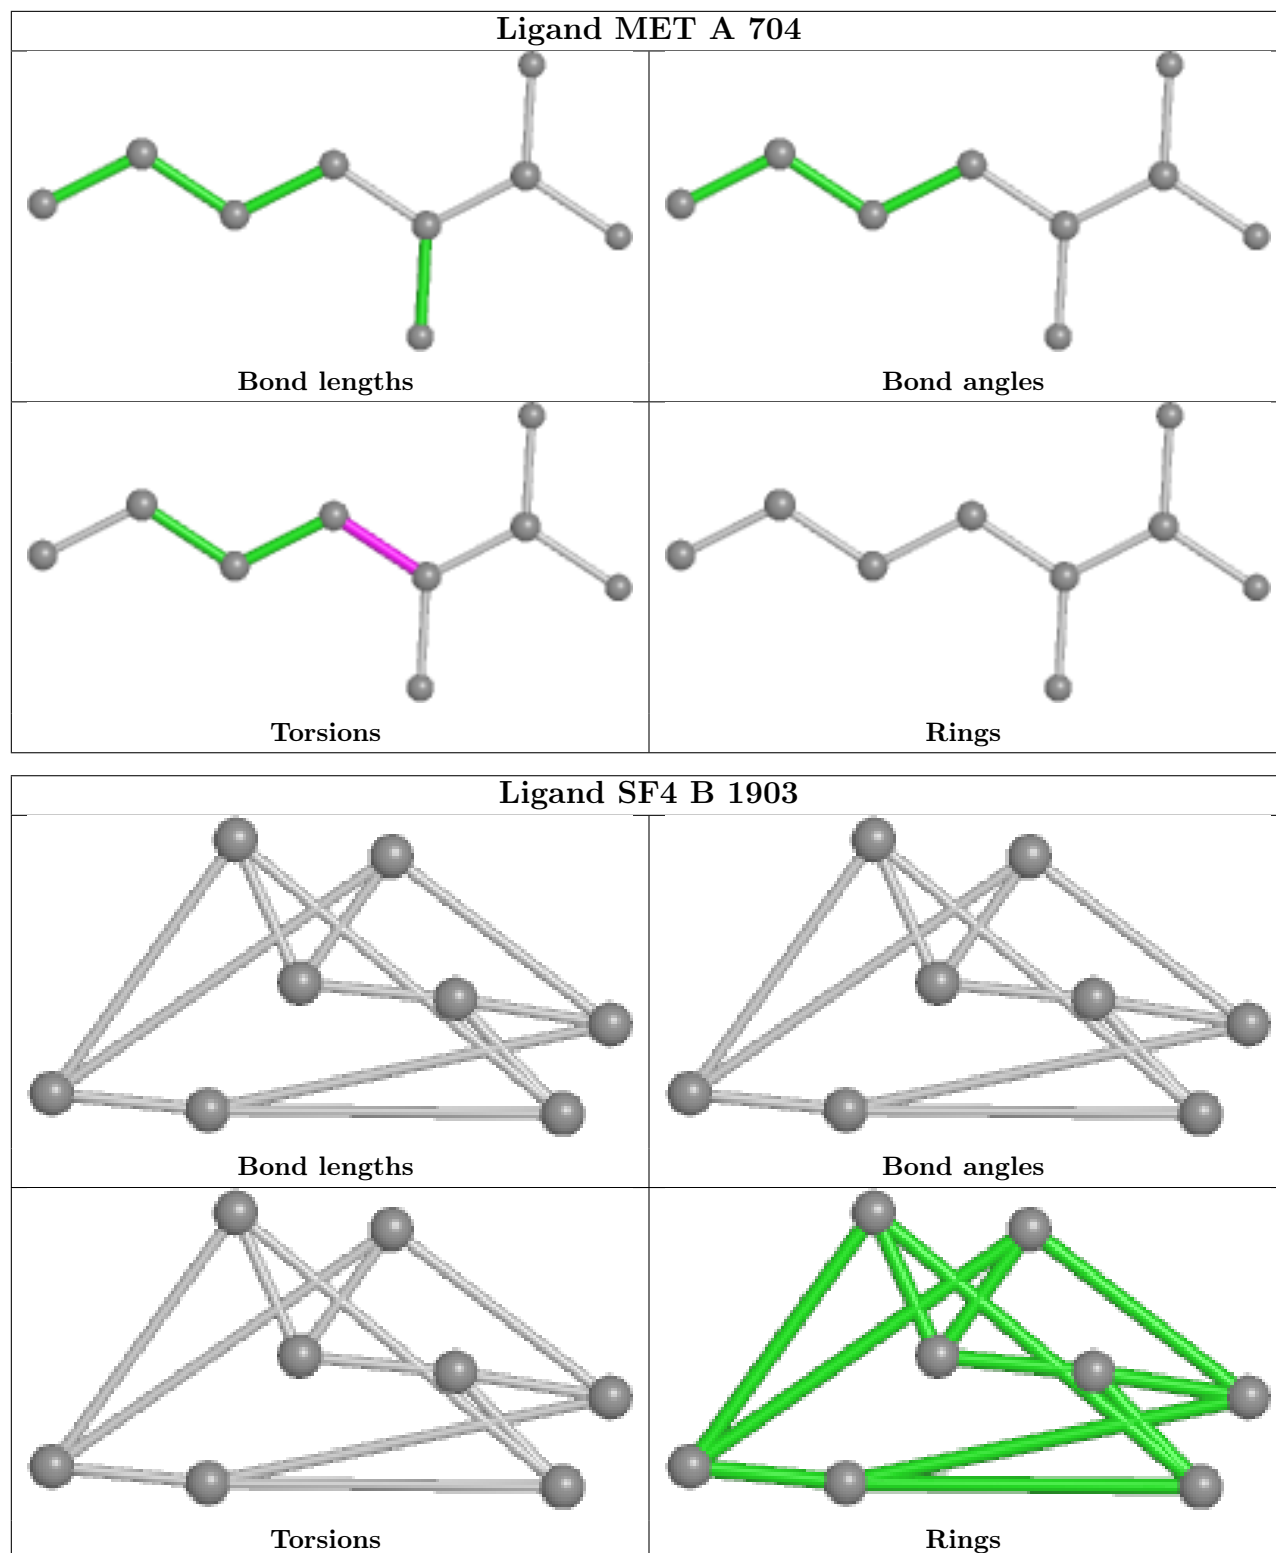 Ligand MET A 704
Bond lengths
Bond angles
Torsions
Rings
Ligand SF4 B 1903
Bond lengths
Bond angles
Torsions
Rings